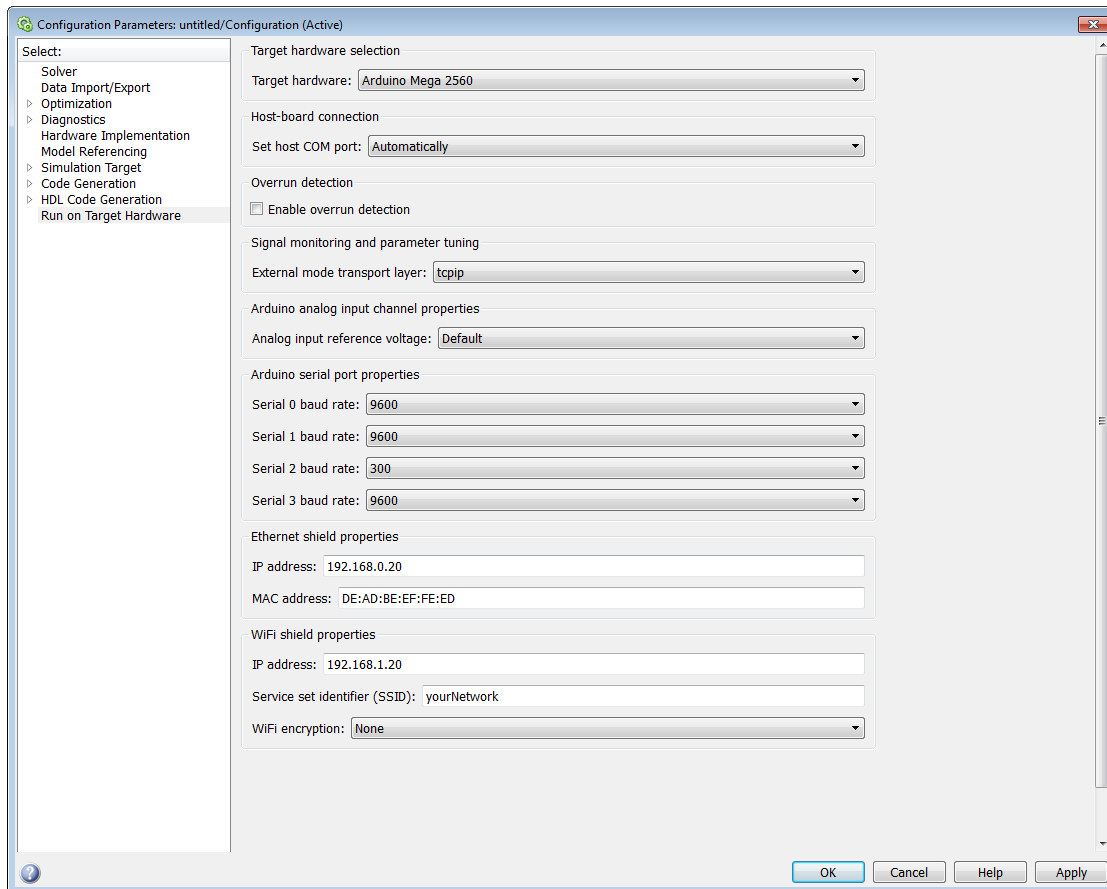 Configuration Parameters: untitled/Configuration (Active)
Select:
Solver
Data Import/Export
Optimization
Diagnostics
Hardware Implementation
Model Referencing
Simulation Target
Code Generation
HDL Code Generation
Run on Target Hardware
Target hardware selection
Target hardware: Arduino Mega 2560
Host-board connection
Set host COM port: Automatically
Overrun detection
Enable overrun detection
Signal monitoring and parameter tuning
External mode transport layer: tcpip
Arduino analog input channel properties
Analog input reference voltage: Default
Arduino serial port properties
Serial 0 baud rate: 9600
Serial 1 baud rate: 9600
Serial 2 baud rate: 300
Serial 3 baud rate: 9600
Ethernet shield properties
IP address: 192.168.0.20
MAC address: DE:AD:BE:EF:FE:ED
WiFi shield properties
IP address: 192.168.1.20
Service set identifier (SSID): yourNetwork
WiFi encryption: None
? OK Cancel Help Apply